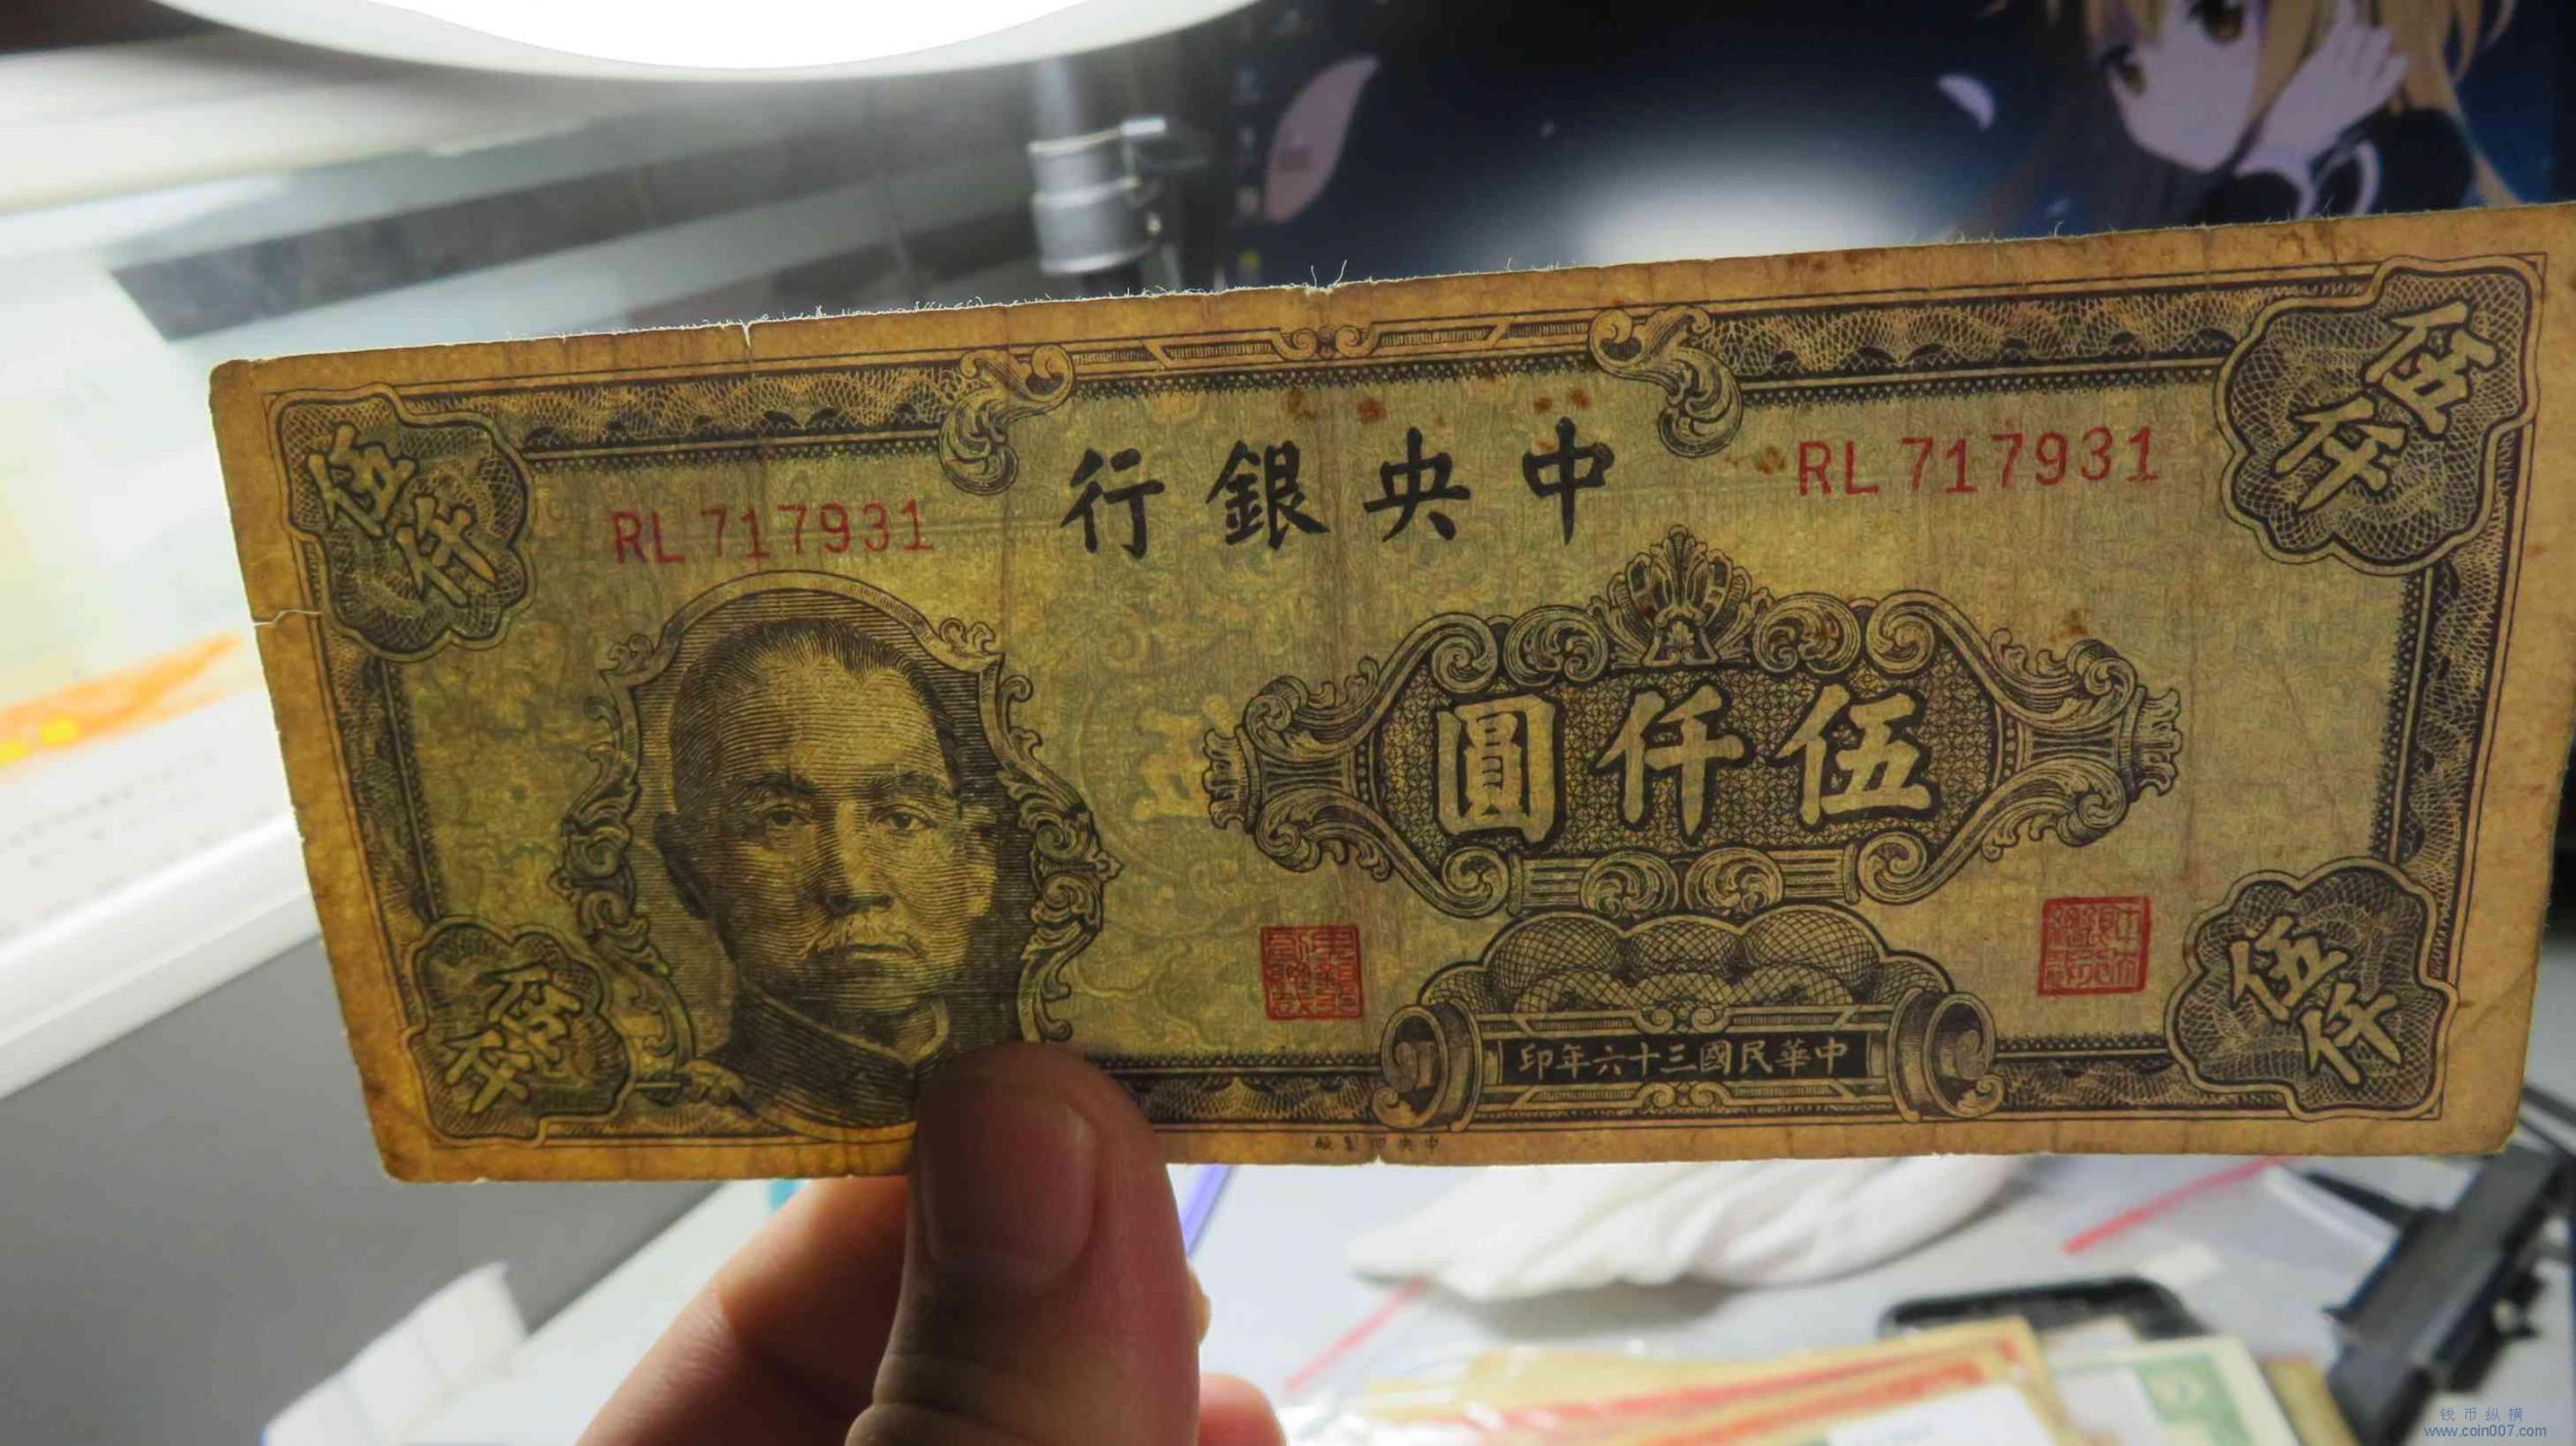 伍仟
伍仟
中央銀行
RL 717931
RL 717931
五
伍仟圓
伍仟
伍仟
中華民國三十六年印
中央印製廠
钱币纵横
www.coin007.com